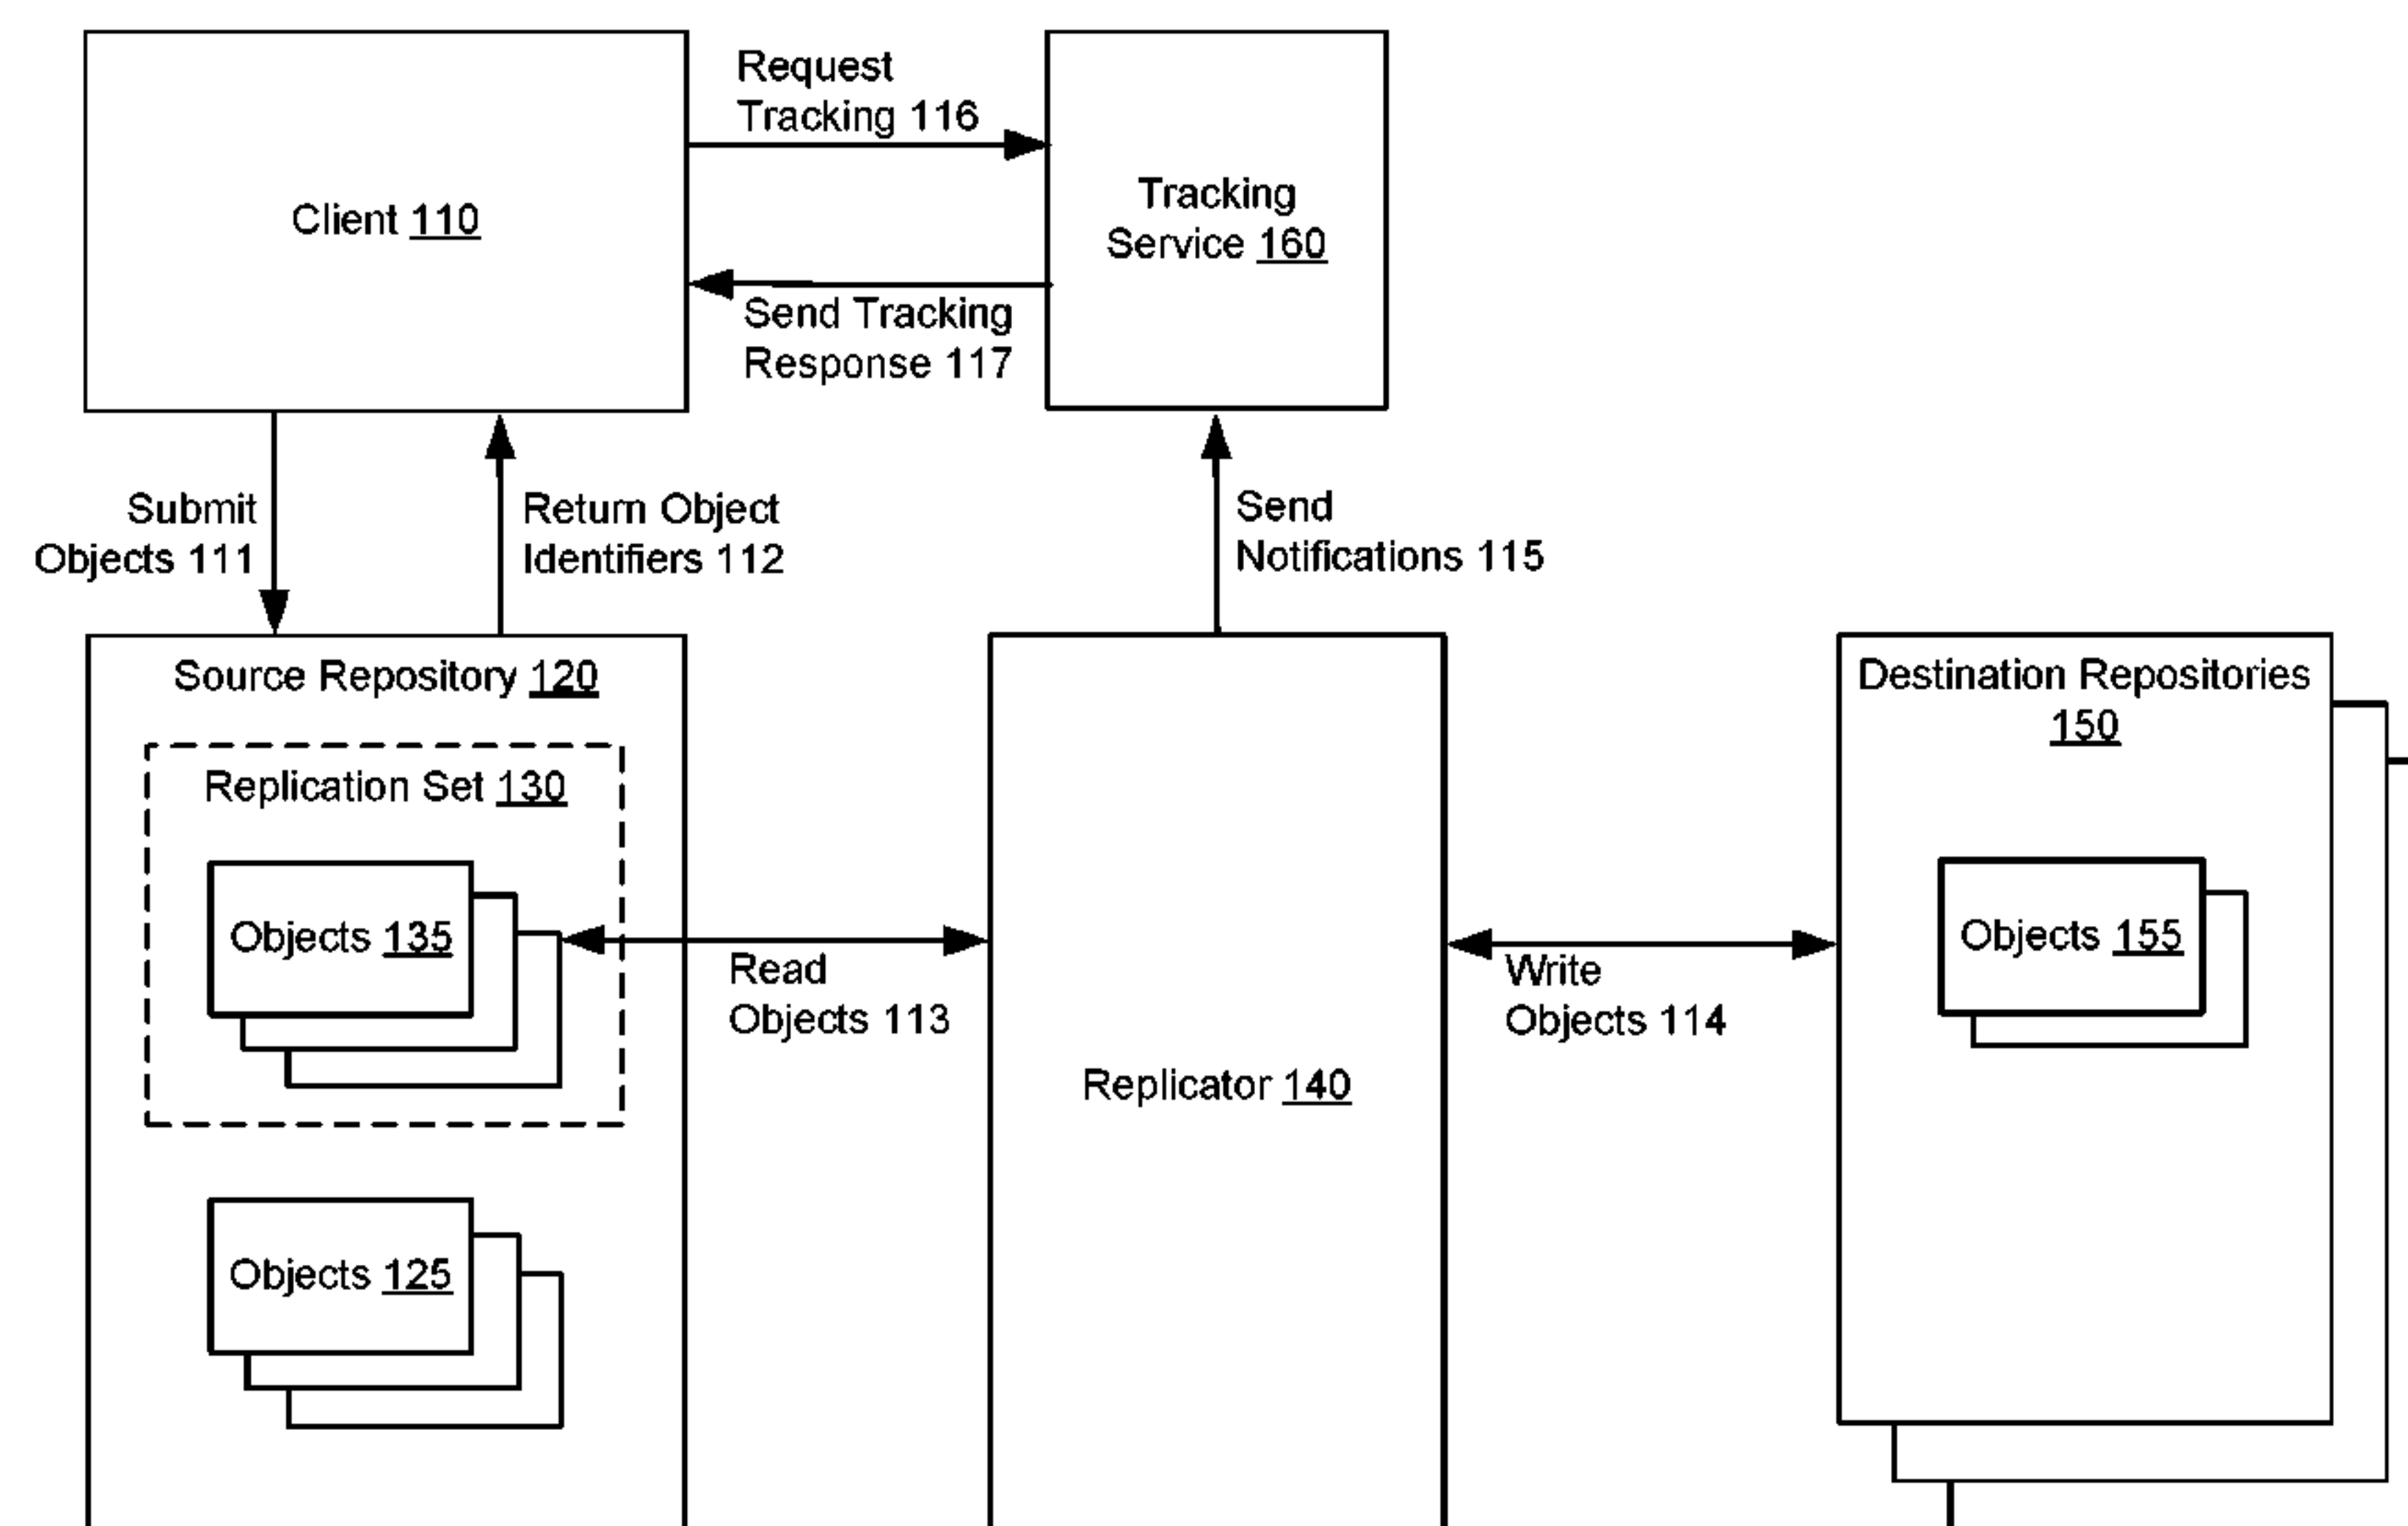 Request
Tracking 116
Client 110
Tracking
Service 160
Send Tracking
Response 117
Submit
Objects 111
Return Object
Identifiers 112
Send
Notifications 115
Source Repository 120
Replication Set 130
Objects 135
Objects 125
Read
Objects 113
Replicator 140
Write
Objects 114
Destination Repositories
150
Objects 155